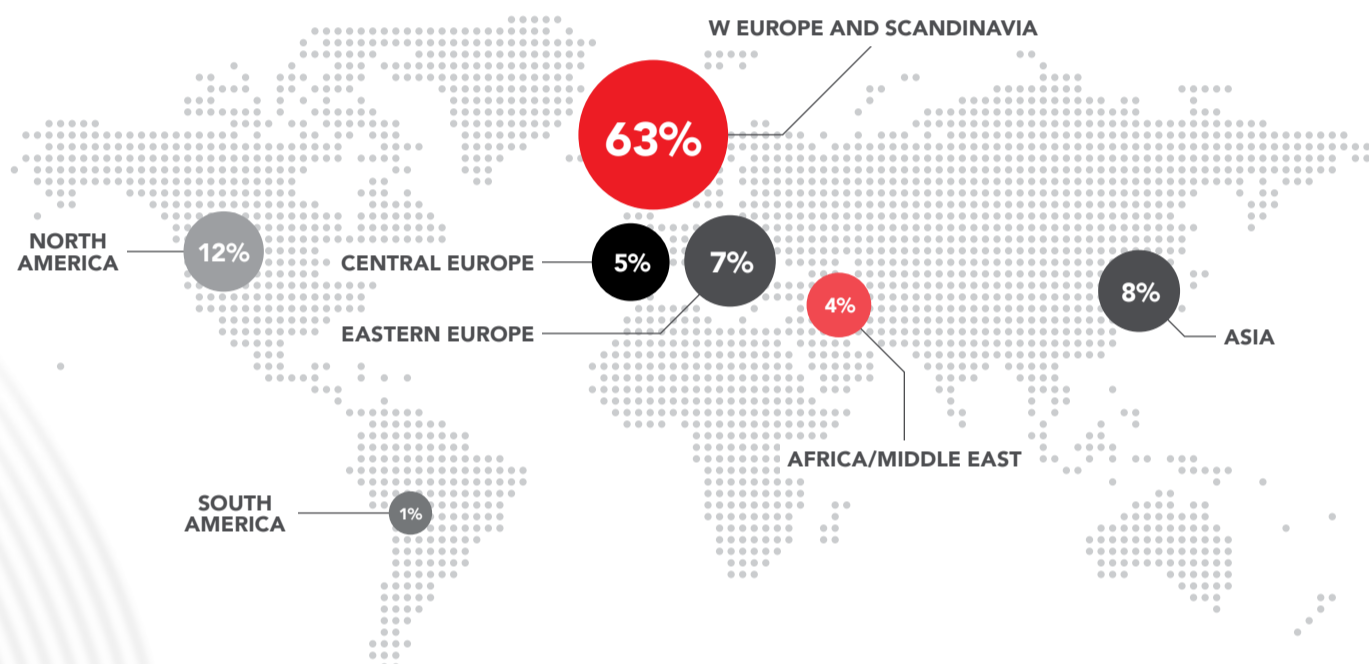 W EUROPE AND SCANDINAVIA
63%
NORTH
AMERICA
12%
CENTRAL EUROPE
5%
7%
EASTERN EUROPE
4%
8%
ASIA
AFRICA/MIDDLE EAST
SOUTH
AMERICA
1%